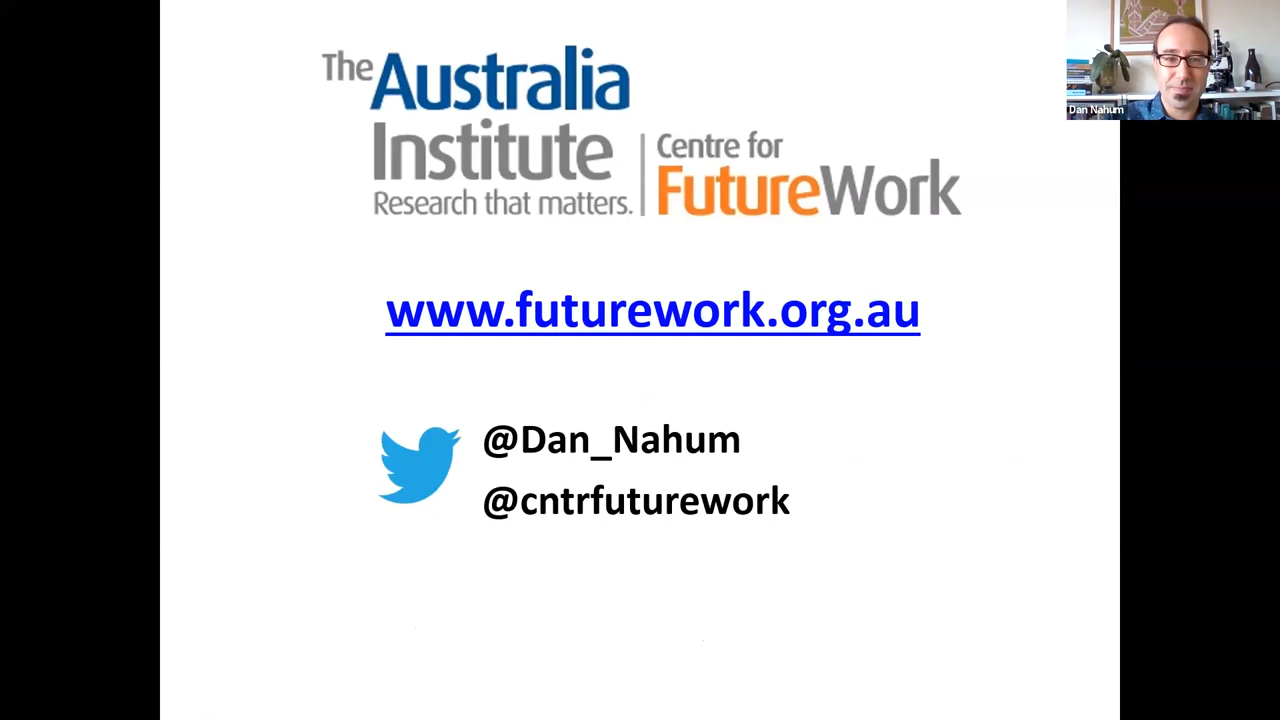 The Australia
Institute
Research that matters.
Centre for
FutureWork
Dan Nahum
www.futurework.org.au
@Dan_Nahum
@cntrfuturework